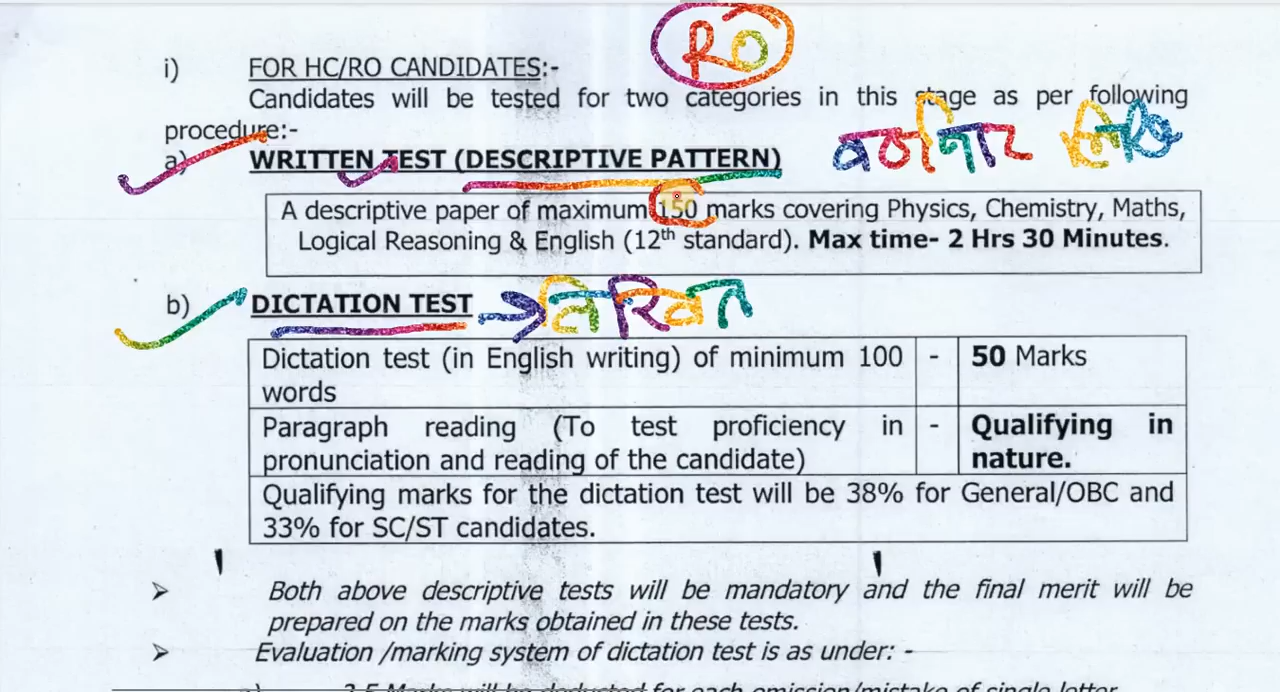 RO
i) FOR HC/RO CANDIDATES:-
Candidates will be tested for two categories in this stage as per following
procedure:-
a) WRITTEN TEST (DESCRIPTIVE PATTERN)
A descriptive paper of maximum 150 marks covering Physics, Chemistry, Maths,
Logical Reasoning & English (12th standard). Max time- 2 Hrs 30 Minutes.
b) DICTATION TEST → लिखित
Dictation test (in English writing) of minimum 100 - 50 Marks
words
Paragraph reading (To test proficiency in - Qualifying in
pronunciation and reading of the candidate) nature.
Qualifying marks for the dictation test will be 38% for General/OBC and
33% for SC/ST candidates.
➢ Both above descriptive tests will be mandatory and the final merit will be
prepared on the marks obtained in these tests.
➢ Evaluation /marking system of dictation test is as under: -